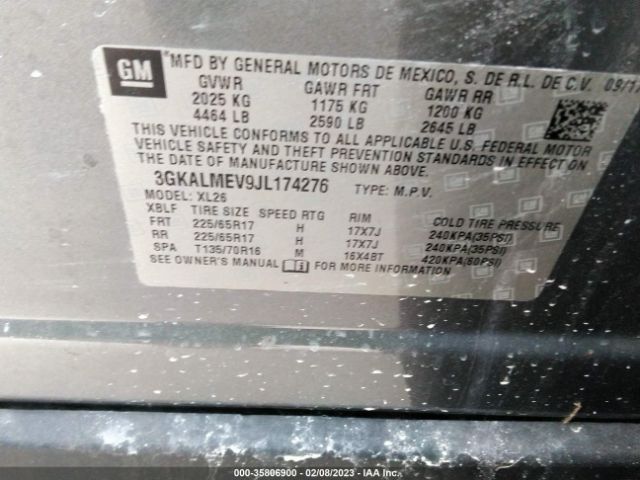 GM
*MFD BY GENERAL MOTORS DE MEXICO, S. DE R.L. DE C.V. 09/17
GVWR GAWR FRT GAWR RR
2025 KG 1175 KG 1200 KG
4464 LB 2590 LB 2645 LB
THIS VEHICLE CONFORMS TO ALL APPLICABLE U.S. FEDERAL MOTOR
VEHICLE SAFETY AND THEFT PREVENTION STANDARDS IN EFFECT ON
THE DATE OF MANUFACTURE SHOWN ABOVE.
3GKALMEV9JL174276 TYPE: M.P.V.
MODEL: XL26
XBLF TIRE SIZE SPEED RTG RIM COLD TIRE PRESSURE
FRT 225/65R17 H 17X7J 240KPA(35PSI)
RR 225/65R17 H 17X7J 240KPA(35PSI)
SPA T135/70R16 M 16X4BT 420KPA(60PSI)
SEE OWNER'S MANUAL FOR MORE INFORMATION
000-35806900 - 02/08/2023 - IAA Inc.